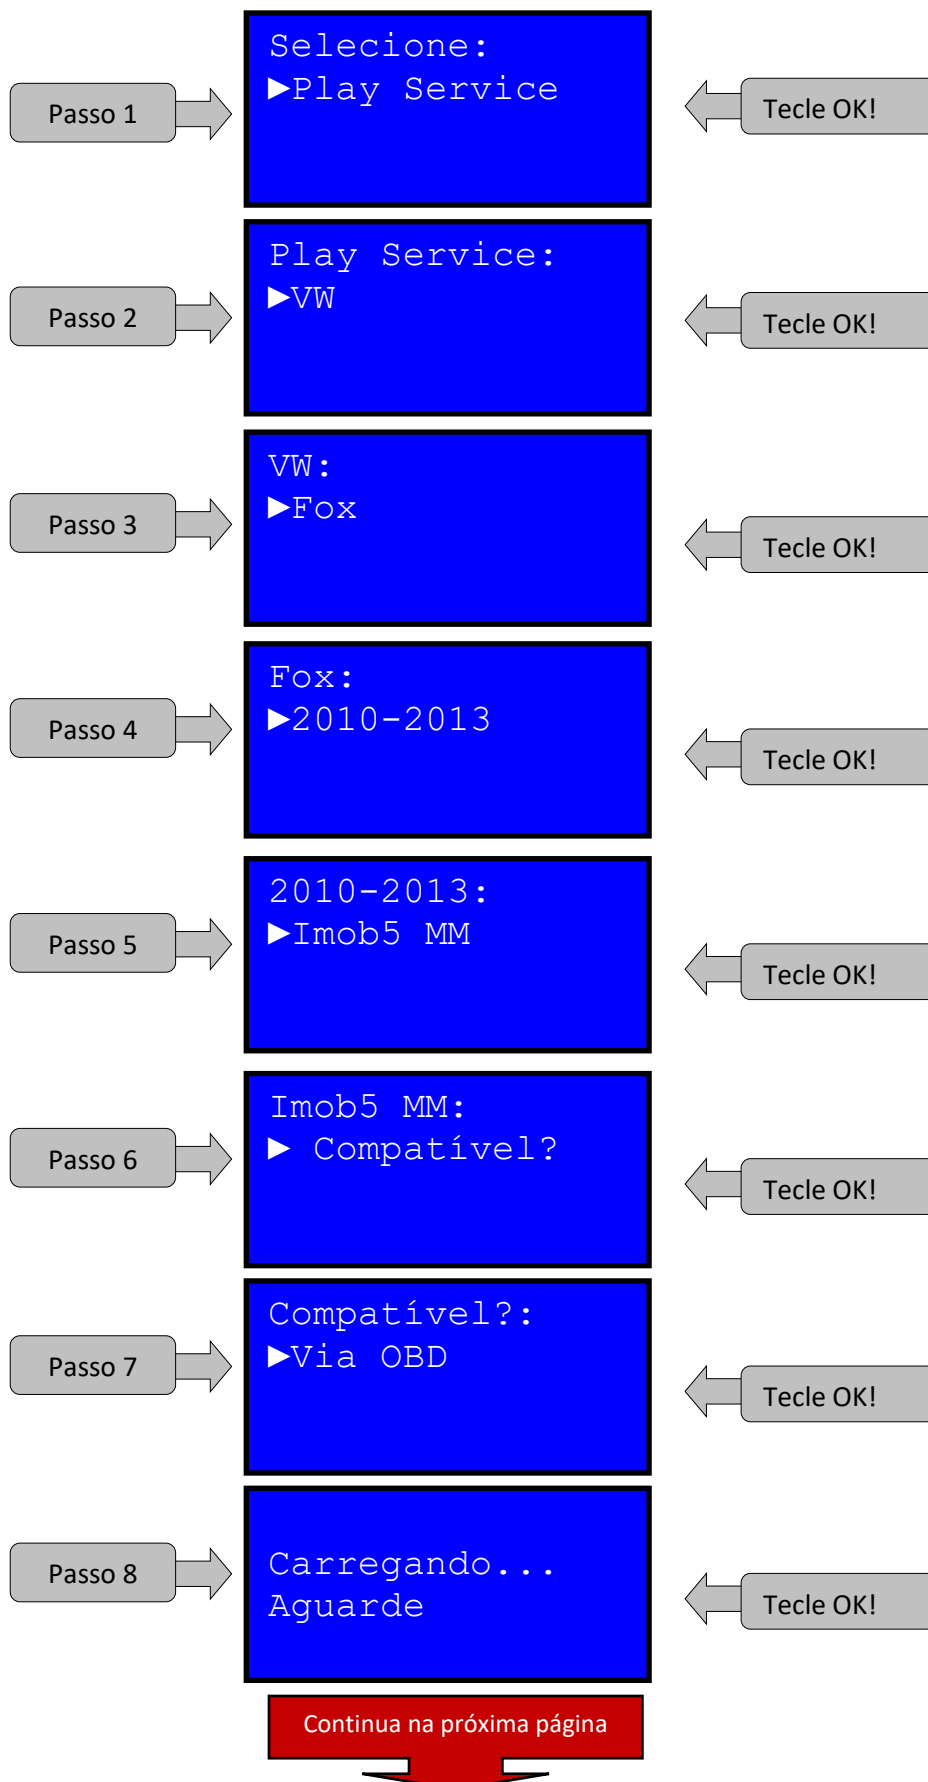 Passo 1
Selecione:
►Play Service
Tecle OK!
Passo 2
Play Service:
►VW
Tecle OK!
Passo 3
VW:
►Fox
Tecle OK!
Passo 4
Fox:
►2010-2013
Tecle OK!
Passo 5
2010-2013:
►Imob5 MM
Tecle OK!
Passo 6
Imob5 MM:
► Compatível?
Tecle OK!
Passo 7
Compatível?:
►Via OBD
Tecle OK!
Passo 8
Carregando...
Aguarde
Tecle OK!
Continua na próxima página